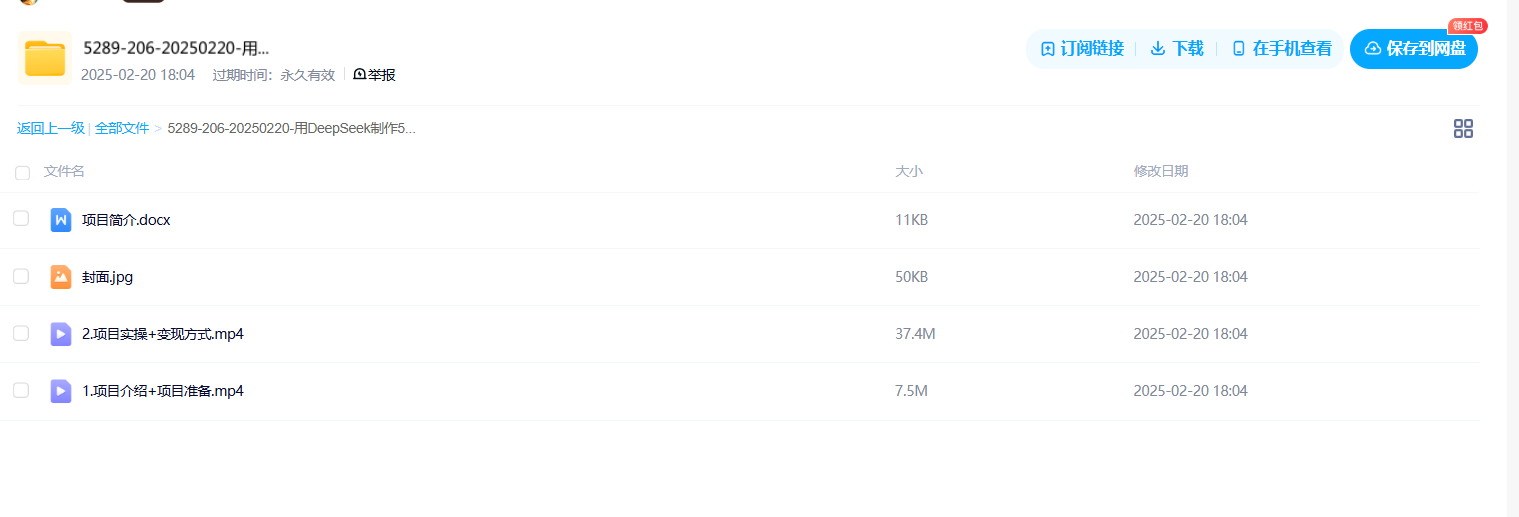 领红包
5289-206-20250220-用...
订阅链接 下载 在手机查看 保存到网盘
2025-02-20 18:04 过期时间：永久有效 举报
返回上一级 | 全部文件 > 5289-206-20250220-用DeepSeek制作5...
文件名 大小 修改日期
项目简介.docx 11KB 2025-02-20 18:04
封面.jpg 50KB 2025-02-20 18:04
2.项目实操+变现方式.mp4 37.4M 2025-02-20 18:04
1.项目介绍+项目准备.mp4 7.5M 2025-02-20 18:04